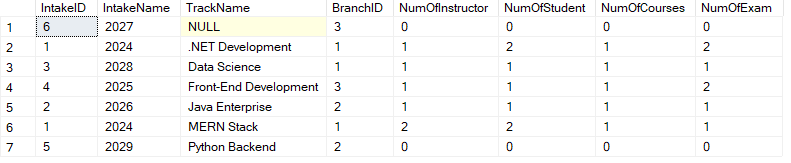 IntakeID IntakeName TrackName BranchID NumOfInstructor NumOfStudent NumOfCourses NumOfExam
1 6 2027 NULL 3 0 0 0 0
2 1 2024 .NET Development 1 1 2 1 2
3 3 2028 Data Science 1 1 1 1 1
4 4 2025 Front-End Development 3 1 1 1 2
5 2 2026 Java Enterprise 2 1 1 1 1
6 1 2024 MERN Stack 1 2 2 1 1
7 5 2029 Python Backend 2 0 0 0 0